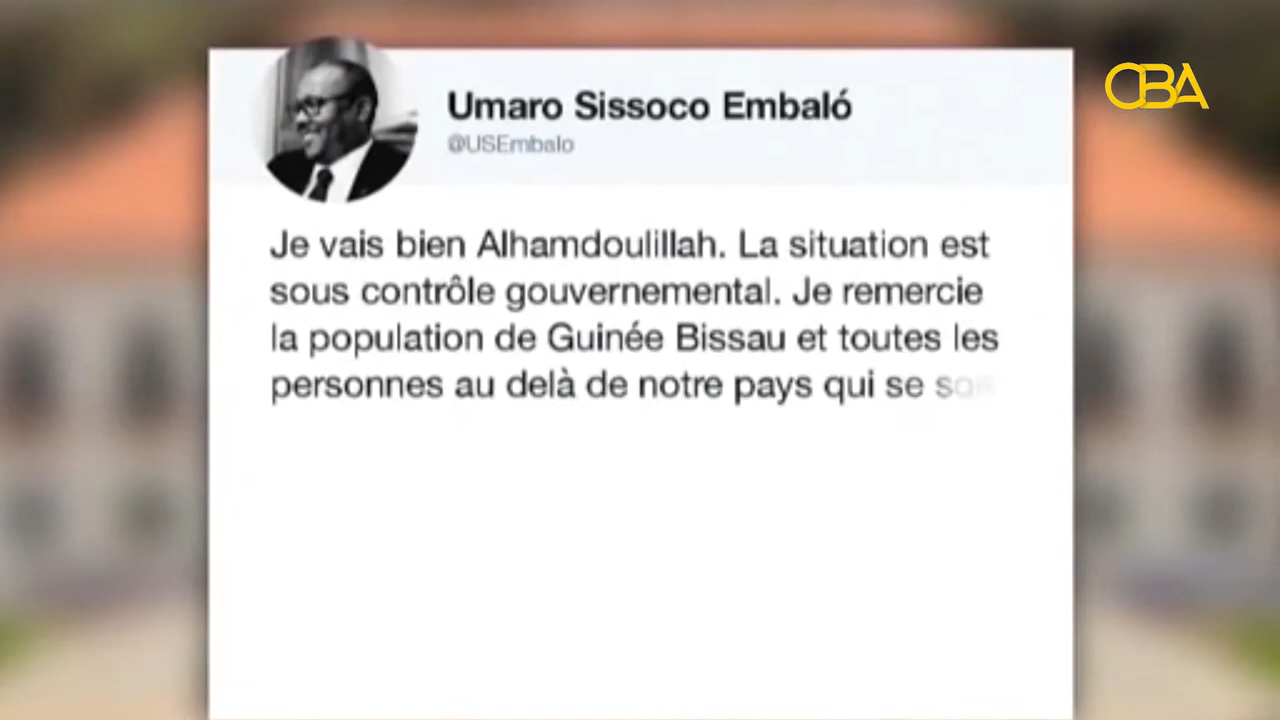 OBA
Umaro Sissoco Embaló
@USEmbalo
Je vais bien Alhamdoulillah. La situation est
sous contrôle gouvernemental. Je remercie
la population de Guinée Bissau et toutes les
personnes au delà de notre pays qui se